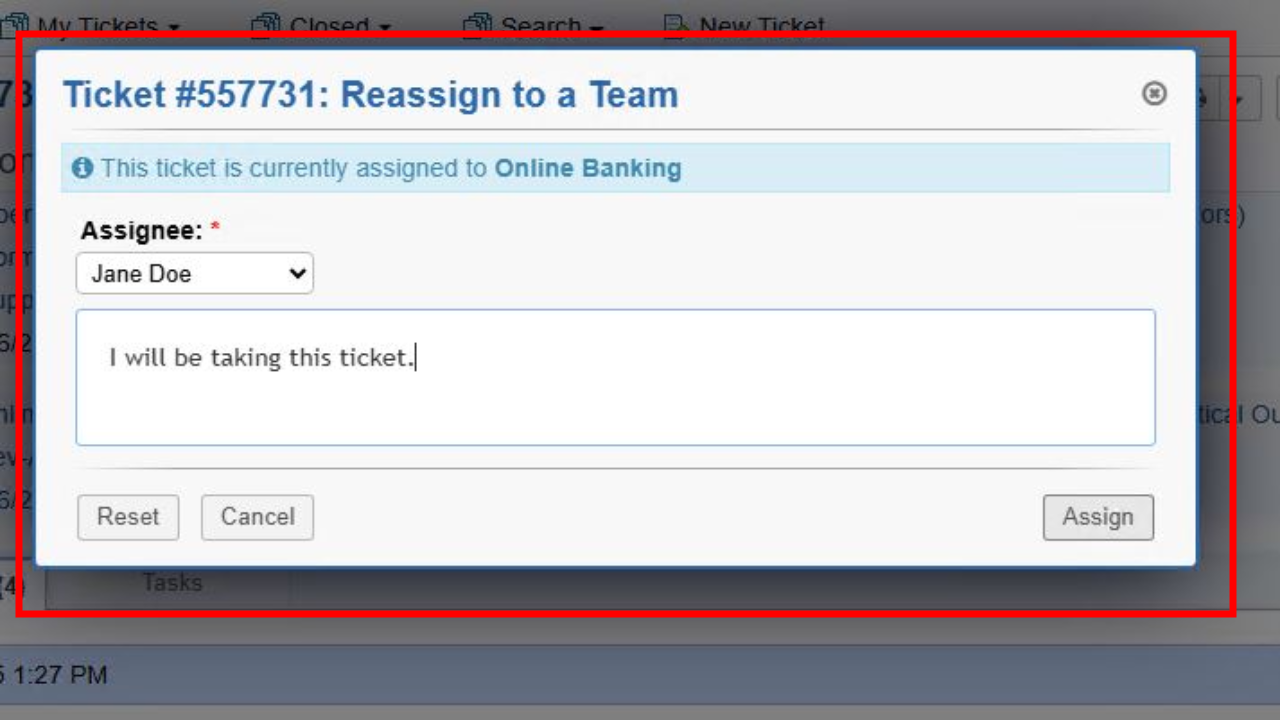 My Tickets Closed Search New Ticket
Ticket #557731: Reassign to a Team
This ticket is currently assigned to Online Banking
Assignee: *
Jane Doe
I will be taking this ticket.
Reset Cancel Assign
(4) Tasks
1:27 PM